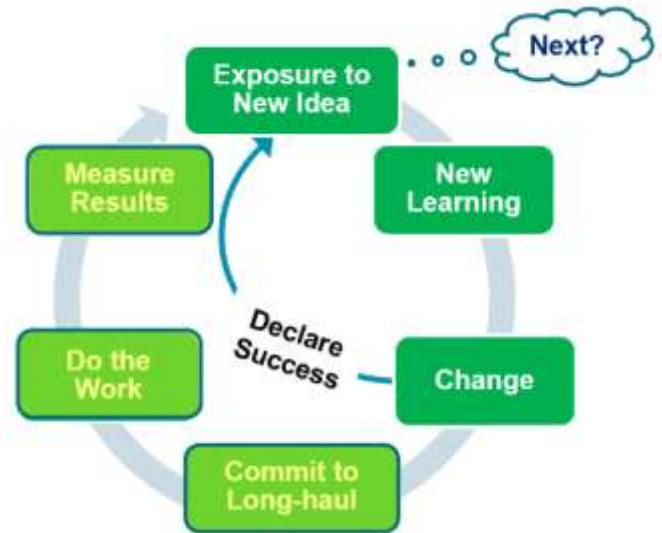 Next?
Exposure to
New Idea
New
Learning
Change
Commit to
Long-haul
Do the
Work
Measure
Results
Declare
Success